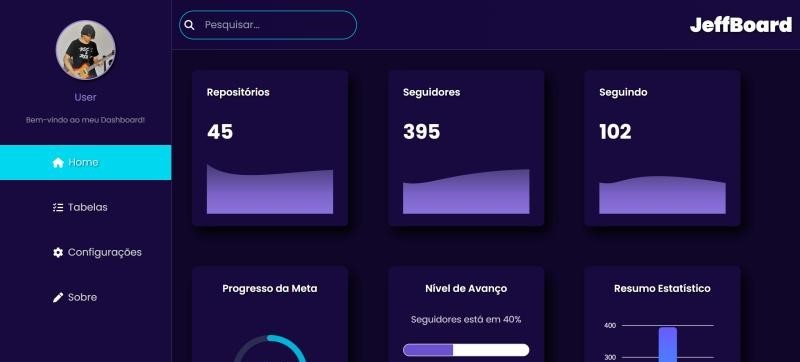 Pesquisar...
JeffBoard
User
Bem-vindo ao meu Dashboard!
Home
Tabelas
Configurações
Sobre
Repositórios
45
Seguidores
395
Seguindo
102
Progresso da Meta
Nível de Avanço
Seguidores está em 40%
Resumo Estatístico
400
300